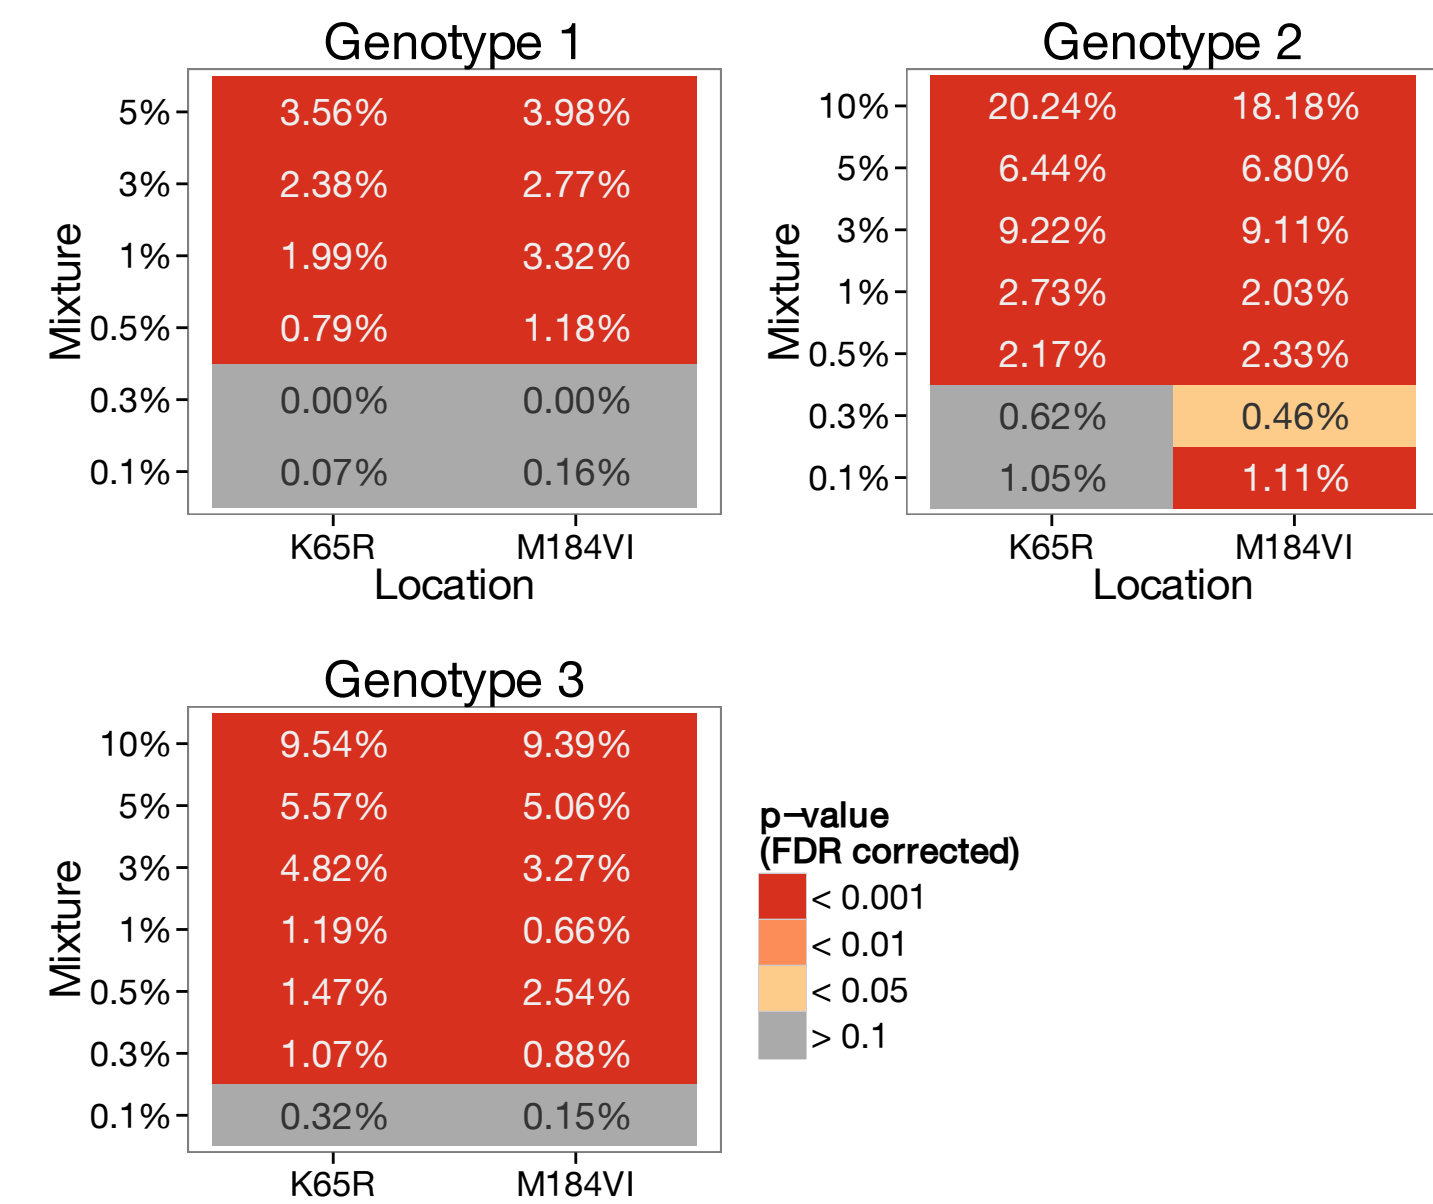 Genotype 1
Mixture
5% 3.56% 3.98%
3% 2.38% 2.77%
1% 1.99% 3.32%
0.5% 0.79% 1.18%
0.3% 0.00% 0.00%
0.1% 0.07% 0.16%
K65R M184VI
Location
Genotype 2
Mixture
10% 20.24% 18.18%
5% 6.44% 6.80%
3% 9.22% 9.11%
1% 2.73% 2.03%
0.5% 2.17% 2.33%
0.3% 0.62% 0.46%
0.1% 1.05% 1.11%
K65R M184VI
Location
Genotype 3
Mixture
10% 9.54% 9.39%
5% 5.57% 5.06%
3% 4.82% 3.27%
1% 1.19% 0.66%
0.5% 1.47% 2.54%
0.3% 1.07% 0.88%
0.1% 0.32% 0.15%
K65R M184VI
p−value
(FDR corrected)
< 0.001
< 0.01
< 0.05
> 0.1